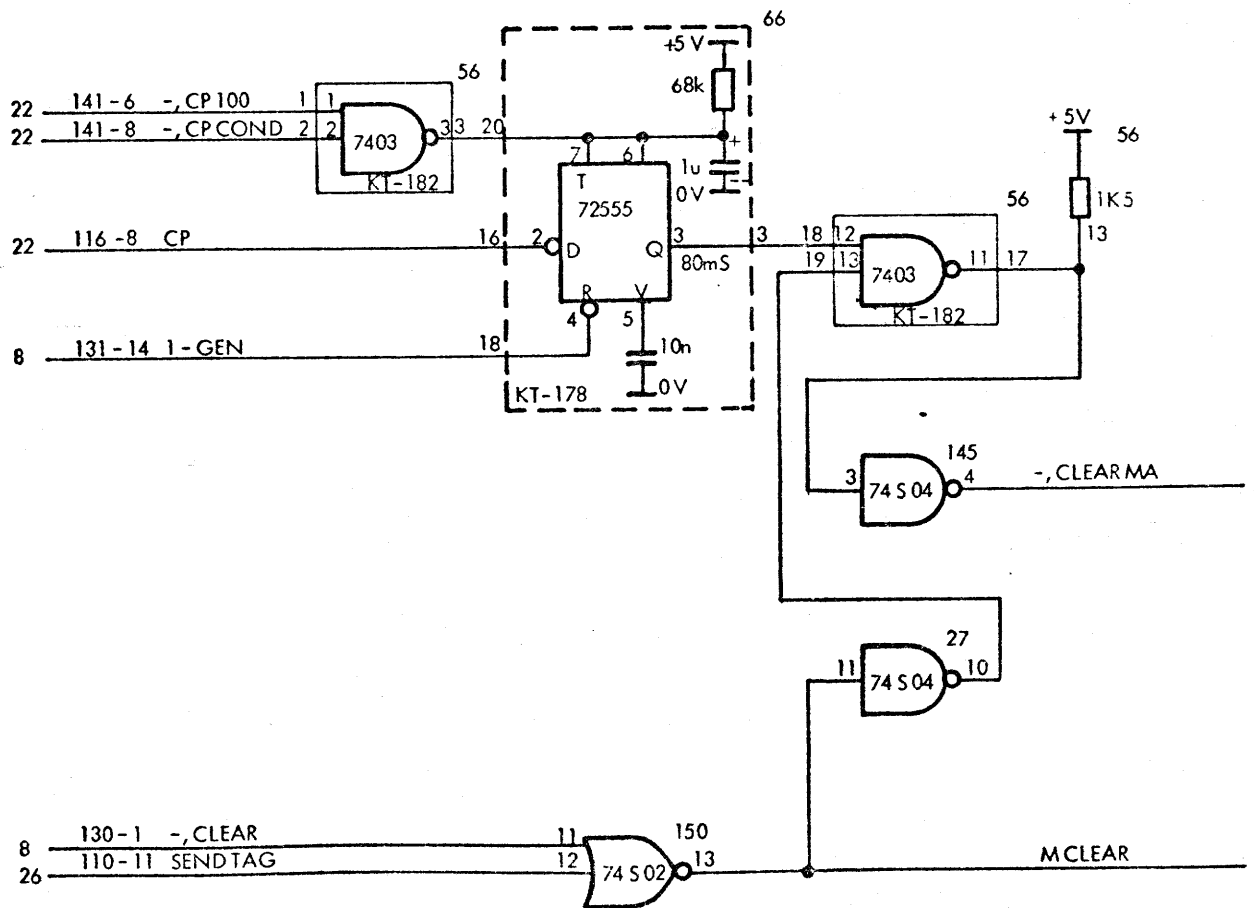 66
+5 V
68k
56
22 141-6 -, CP 100 1 1
22 141-8 -, CP COND 2 2
7403
3 3 20
KT-182
7 6
+
1u
--
0V
T
72555
22 116-8 CP 16 2
D Q
3 3
80mS
R V
4 5
10n
0V
8 131-14 1-GEN 18
KT-178
+5V
56
1K5
13
56
18 12
19 13
7403
11 17
KT-182
145
3 74 S 04 4 -, CLEAR MA
27
11 74 S 04 10
8 130-1 -, CLEAR 11
26 110-11 SEND TAG 12
150
74 S 02 13
M CLEAR